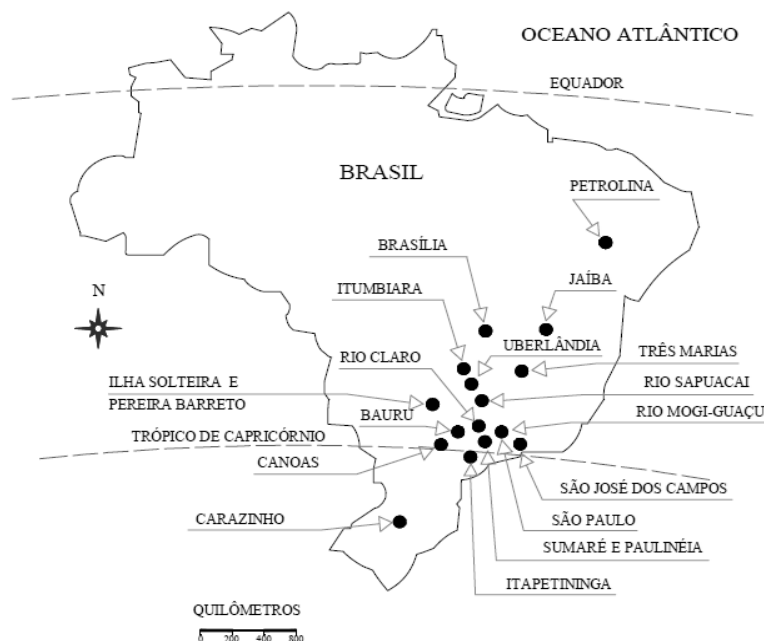 OCEANO ATLÂNTICO
EQUADOR
BRASIL
PETROLINA
BRASÍLIA
JAÍBA
N
ITUMBIARA
UBERLÂNDIA
TRÊS MARIAS
RIO CLARO
ILHA SOLTEIRA E
PEREIRA BARRETO
RIO SAPUACAI
BAURU
RIO MOGI-GUAÇU
TRÓPICO DE CAPRICÓRNIO
CANOAS
SÃO JOSÉ DOS CAMPOS
CARAZINHO
SÃO PAULO
SUMARÉ E PAULINÉIA
ITAPETININGA
QUILÔMETROS
0 200 400 800